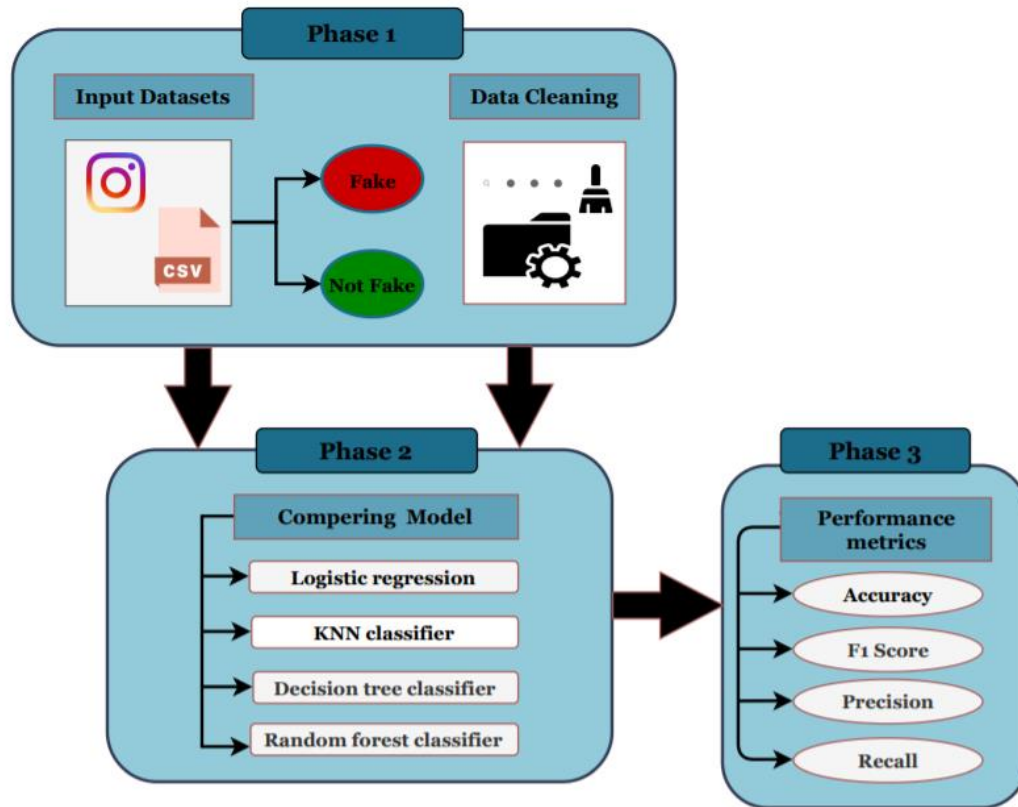 Phase 1
Input Datasets
Data Cleaning
Fake
CSV
Not Fake
Phase 2
Compering Model
Logistic regression
KNN classifier
Decision tree classifier
Random forest classifier
Phase 3
Performance
metrics
Accuracy
F1 Score
Precision
Recall